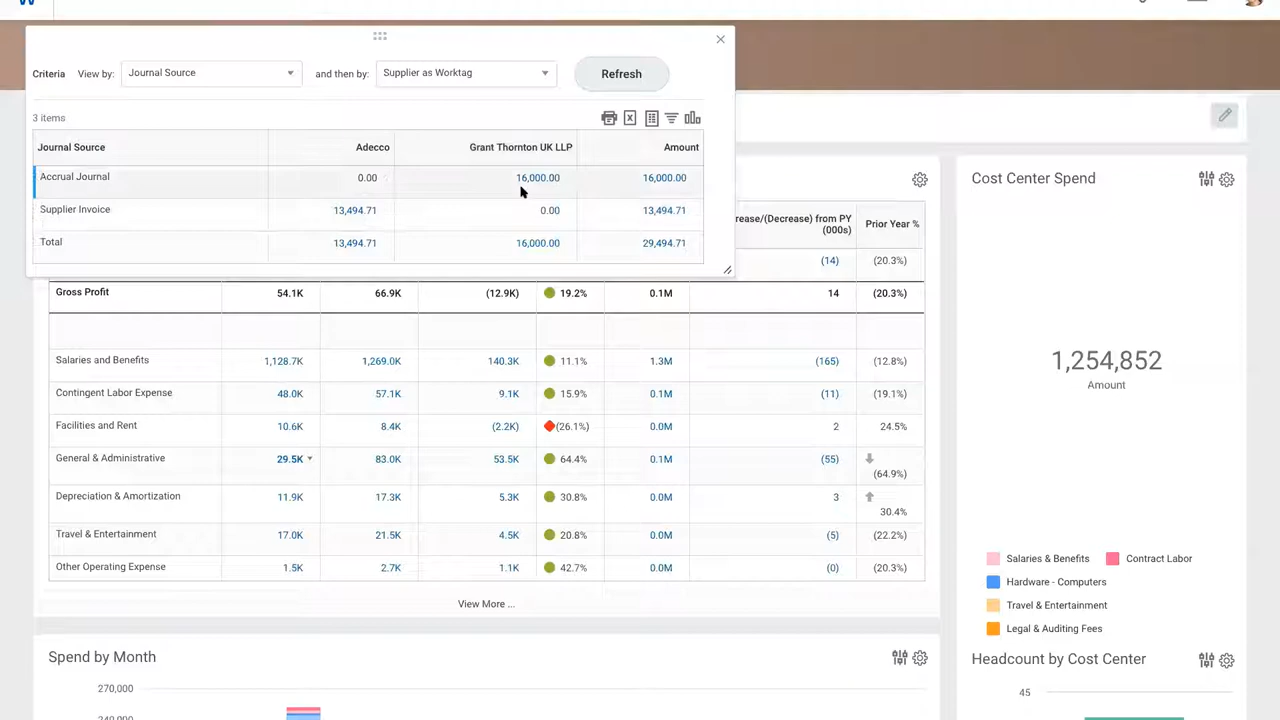 Criteria View by: Journal Source and then by: Supplier as Worktag Refresh
3 items
Journal Source Adecco Grant Thornton UK LLP Amount
Accrual Journal 0.00 16,000.00 16,000.00
Supplier Invoice 13,494.71 0.00 13,494.71
Total 13,494.71 16,000.00 29,494.71
(Decrease) from PY
(000s)
Prior Year %
(14) (20.3%)
Gross Profit 54.1K 66.9K (12.9K) 19.2% 0.1M 14 (20.3%)
Salaries and Benefits 1,128.7K 1,269.0K 140.3K 11.1% 1.3M (165) (12.8%)
Contingent Labor Expense 48.0K 57.1K 9.1K 15.9% 0.1M (11) (19.1%)
Facilities and Rent 10.6K 8.4K (2.2K) (26.1%) 0.0M 2 24.5%
General & Administrative 29.5K 83.0K 53.5K 64.4% 0.1M (55) (64.9%)
Depreciation & Amortization 11.9K 17.3K 5.3K 30.8% 0.0M 3 30.4%
Travel & Entertainment 17.0K 21.5K 4.5K 20.8% 0.0M (5) (22.2%)
Other Operating Expense 1.5K 2.7K 1.1K 42.7% 0.0M (0) (20.3%)
View More ...
Cost Center Spend
1,254,852
Amount
Salaries & Benefits Contract Labor
Hardware - Computers
Travel & Entertainment
Legal & Auditing Fees
Spend by Month
270,000
Headcount by Cost Center
45